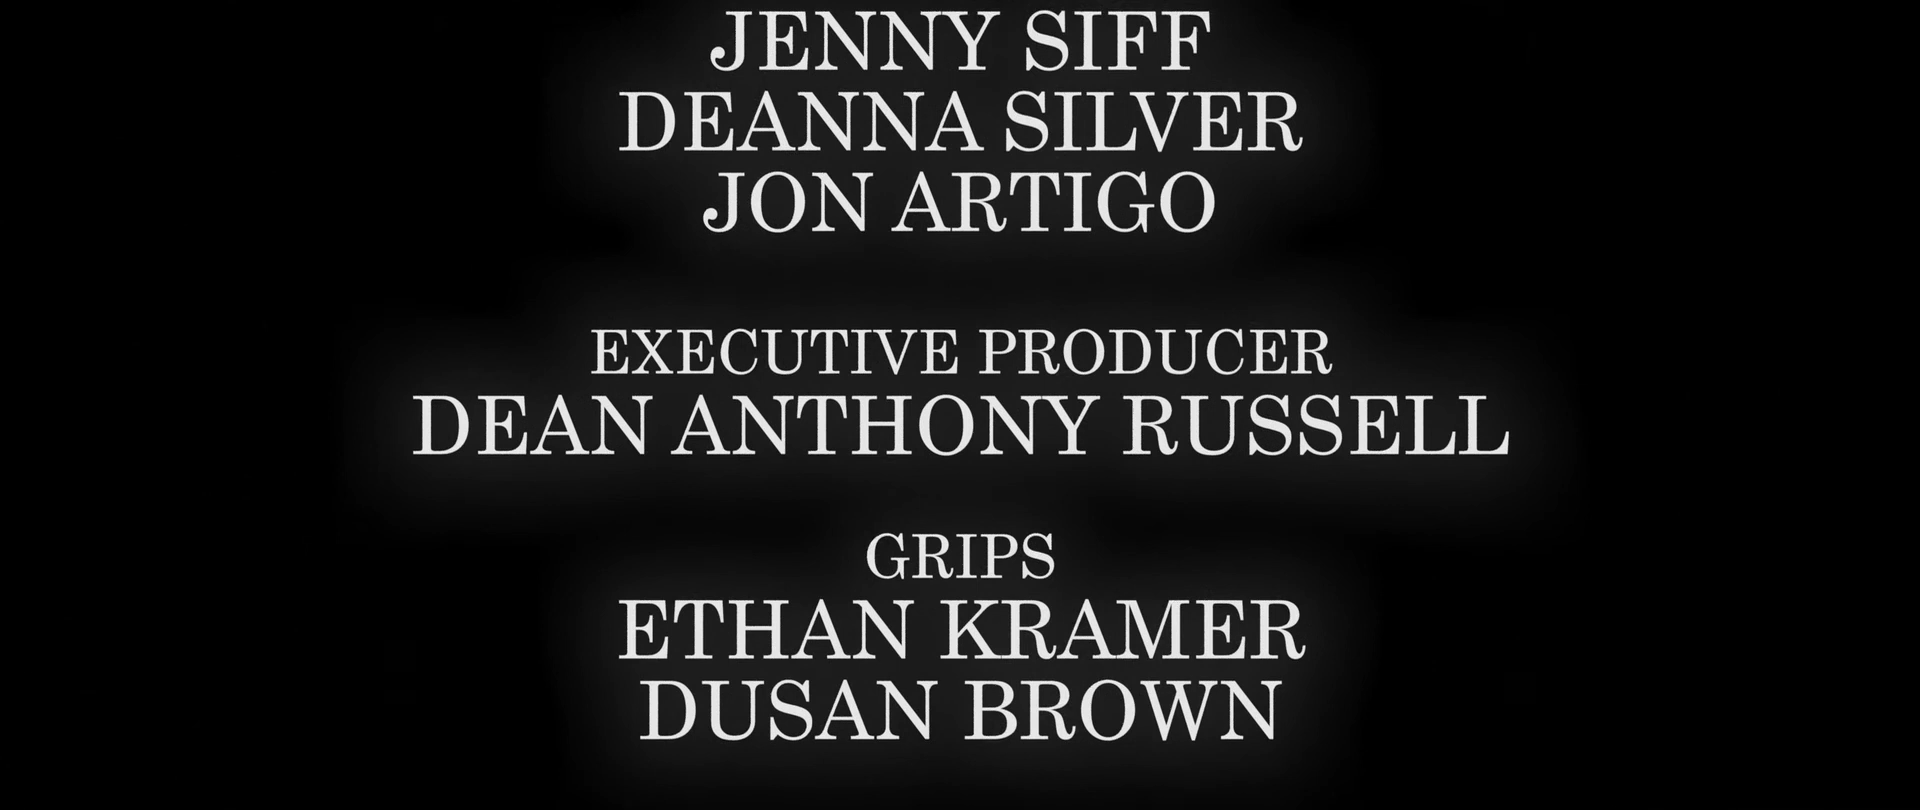 JENNY SIFF
DEANNA SILVER
JON ARTIGO
EXECUTIVE PRODUCER
DEAN ANTHONY RUSSELL
GRIPS
ETHAN KRAMER
DUSAN BROWN